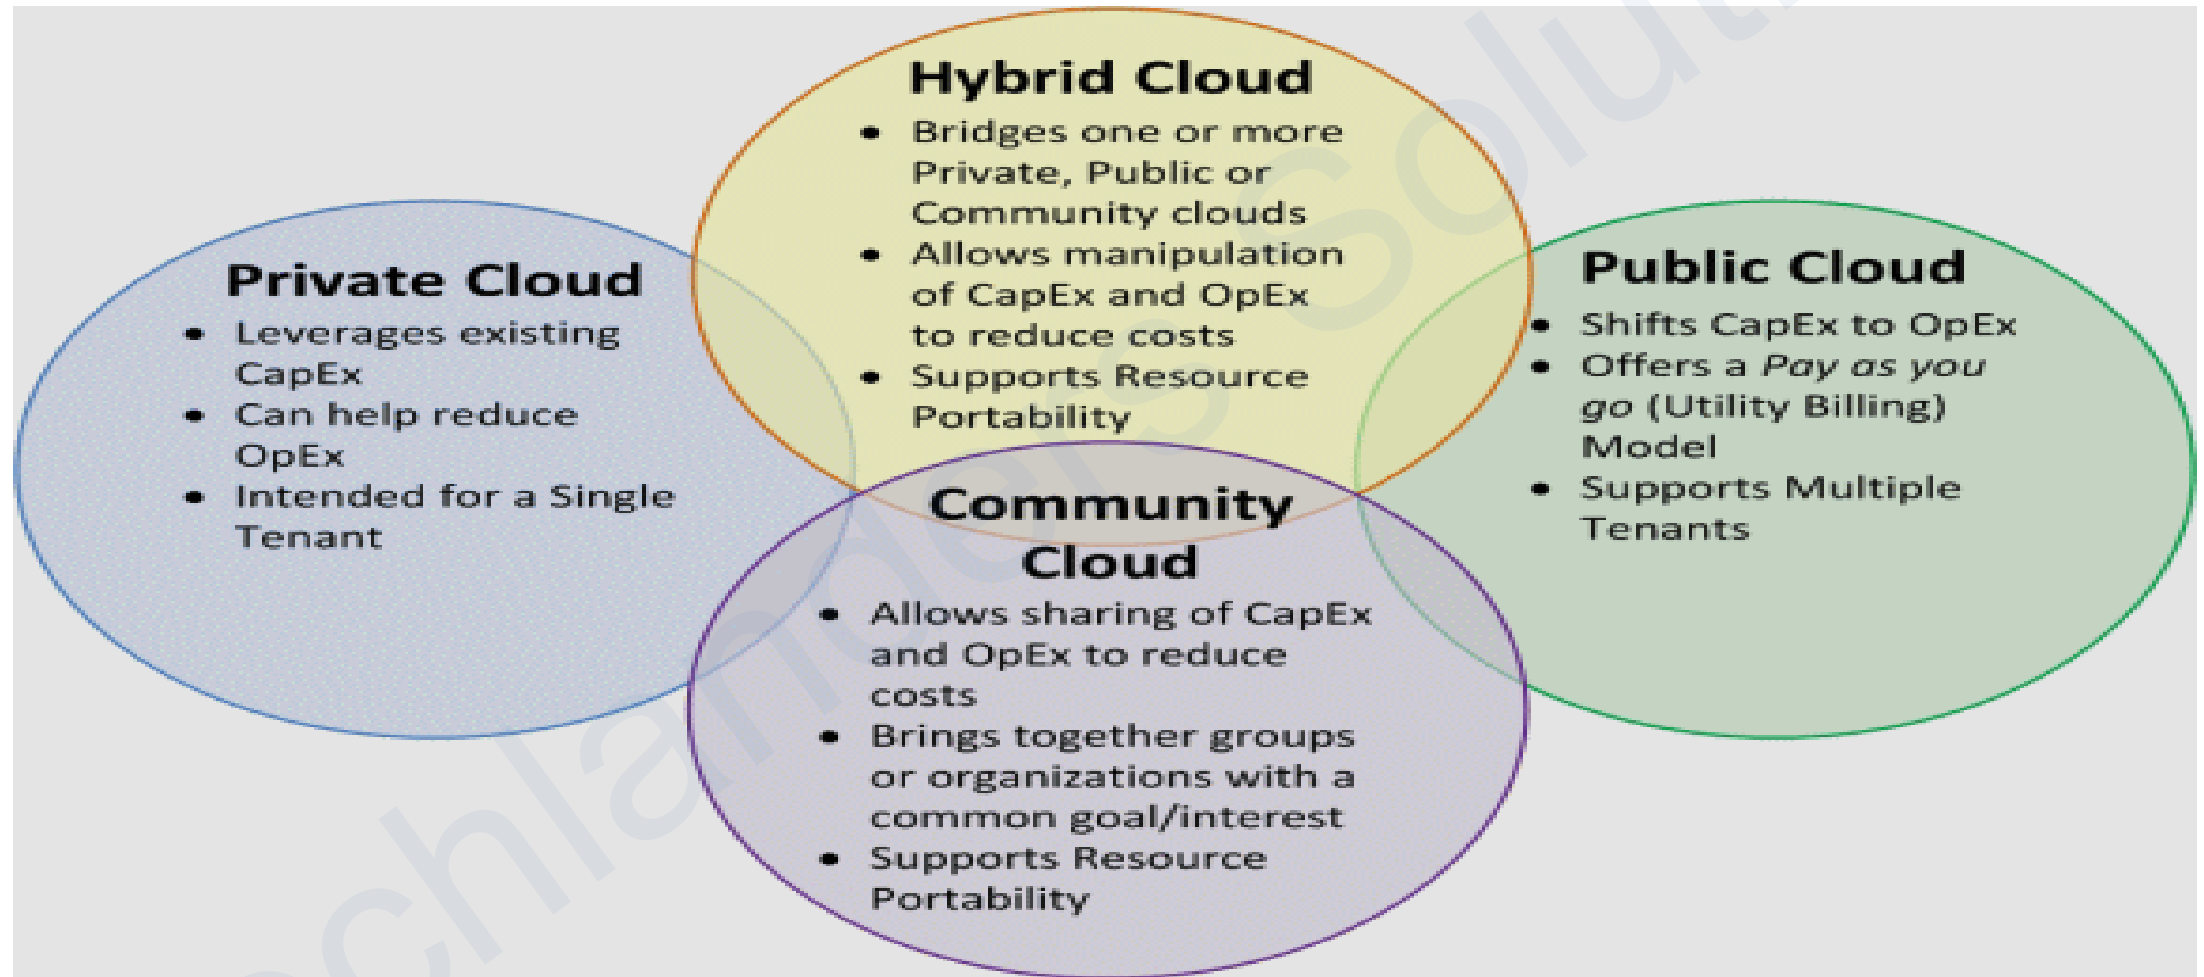 Hybrid Cloud
• Bridges one or more
Private, Public or
Community clouds
• Allows manipulation
of CapEx and OpEx
to reduce costs
• Supports Resource
Portability
Private Cloud
• Leverages existing
CapEx
• Can help reduce
OpEx
• Intended for a Single
Tenant
Public Cloud
• Shifts CapEx to OpEx
• Offers a Pay as you
go (Utility Billing)
Model
• Supports Multiple
Tenants
Community
Cloud
• Allows sharing of CapEx
and OpEx to reduce
costs
• Brings together groups
or organizations with a
common goal/interest
• Supports Resource
Portability